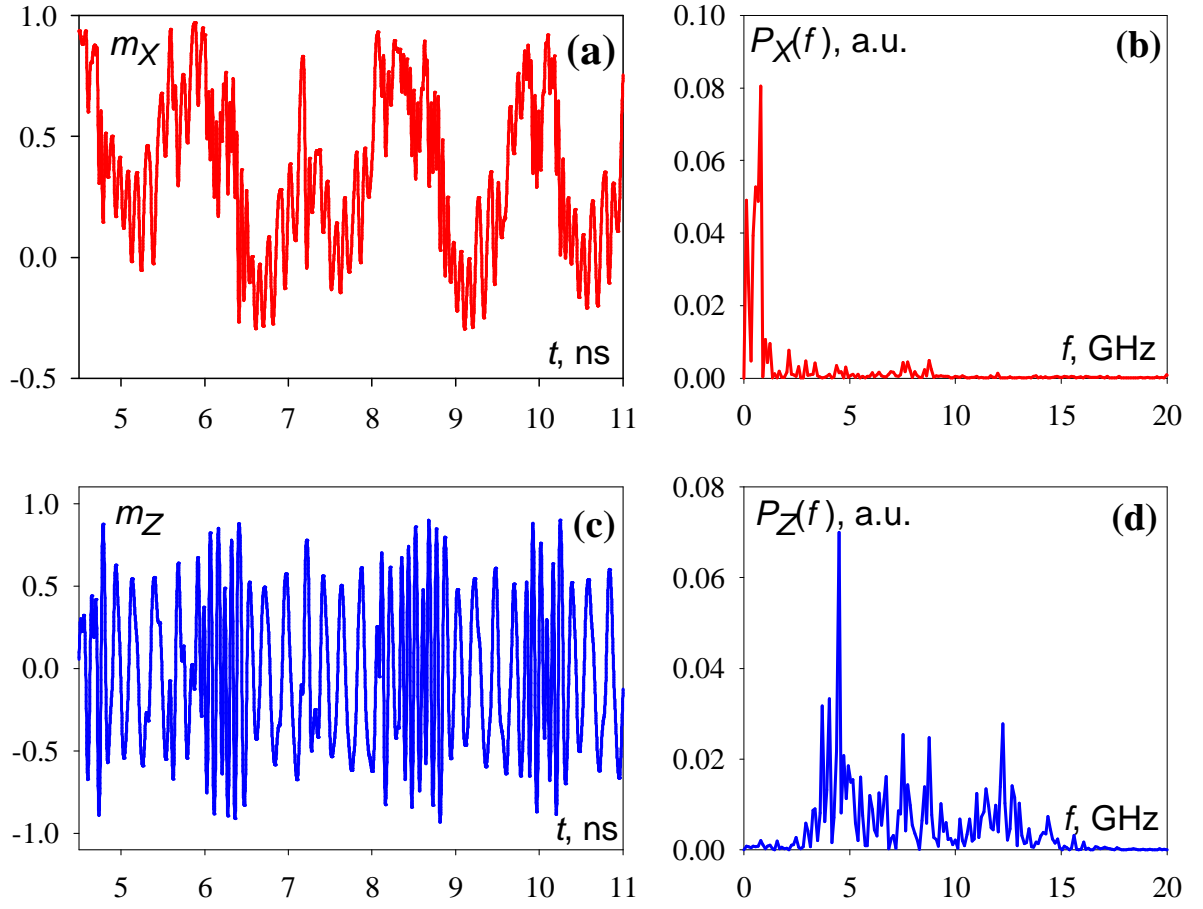 1.0
0.5
0.0
-0.5
m_X
(a)
t, ns
5 6 7 8 9 10 11
0.10
0.08
0.06
0.04
0.02
0.00
P_X(f), a.u.
(b)
f, GHz
0 5 10 15 20
1.0
0.5
0.0
-0.5
-1.0
m_Z
(c)
t, ns
5 6 7 8 9 10 11
0.08
0.06
0.04
0.02
0.00
P_Z(f), a.u.
(d)
f, GHz
0 5 10 15 20